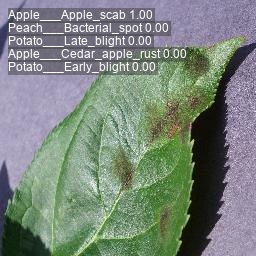 Apple___Apple_scab 1.00
Peach___Bacterial_spot 0.00
Potato___Late_blight 0.00
Apple___Cedar_apple_rust 0.00
Potato___Early_blight 0.00